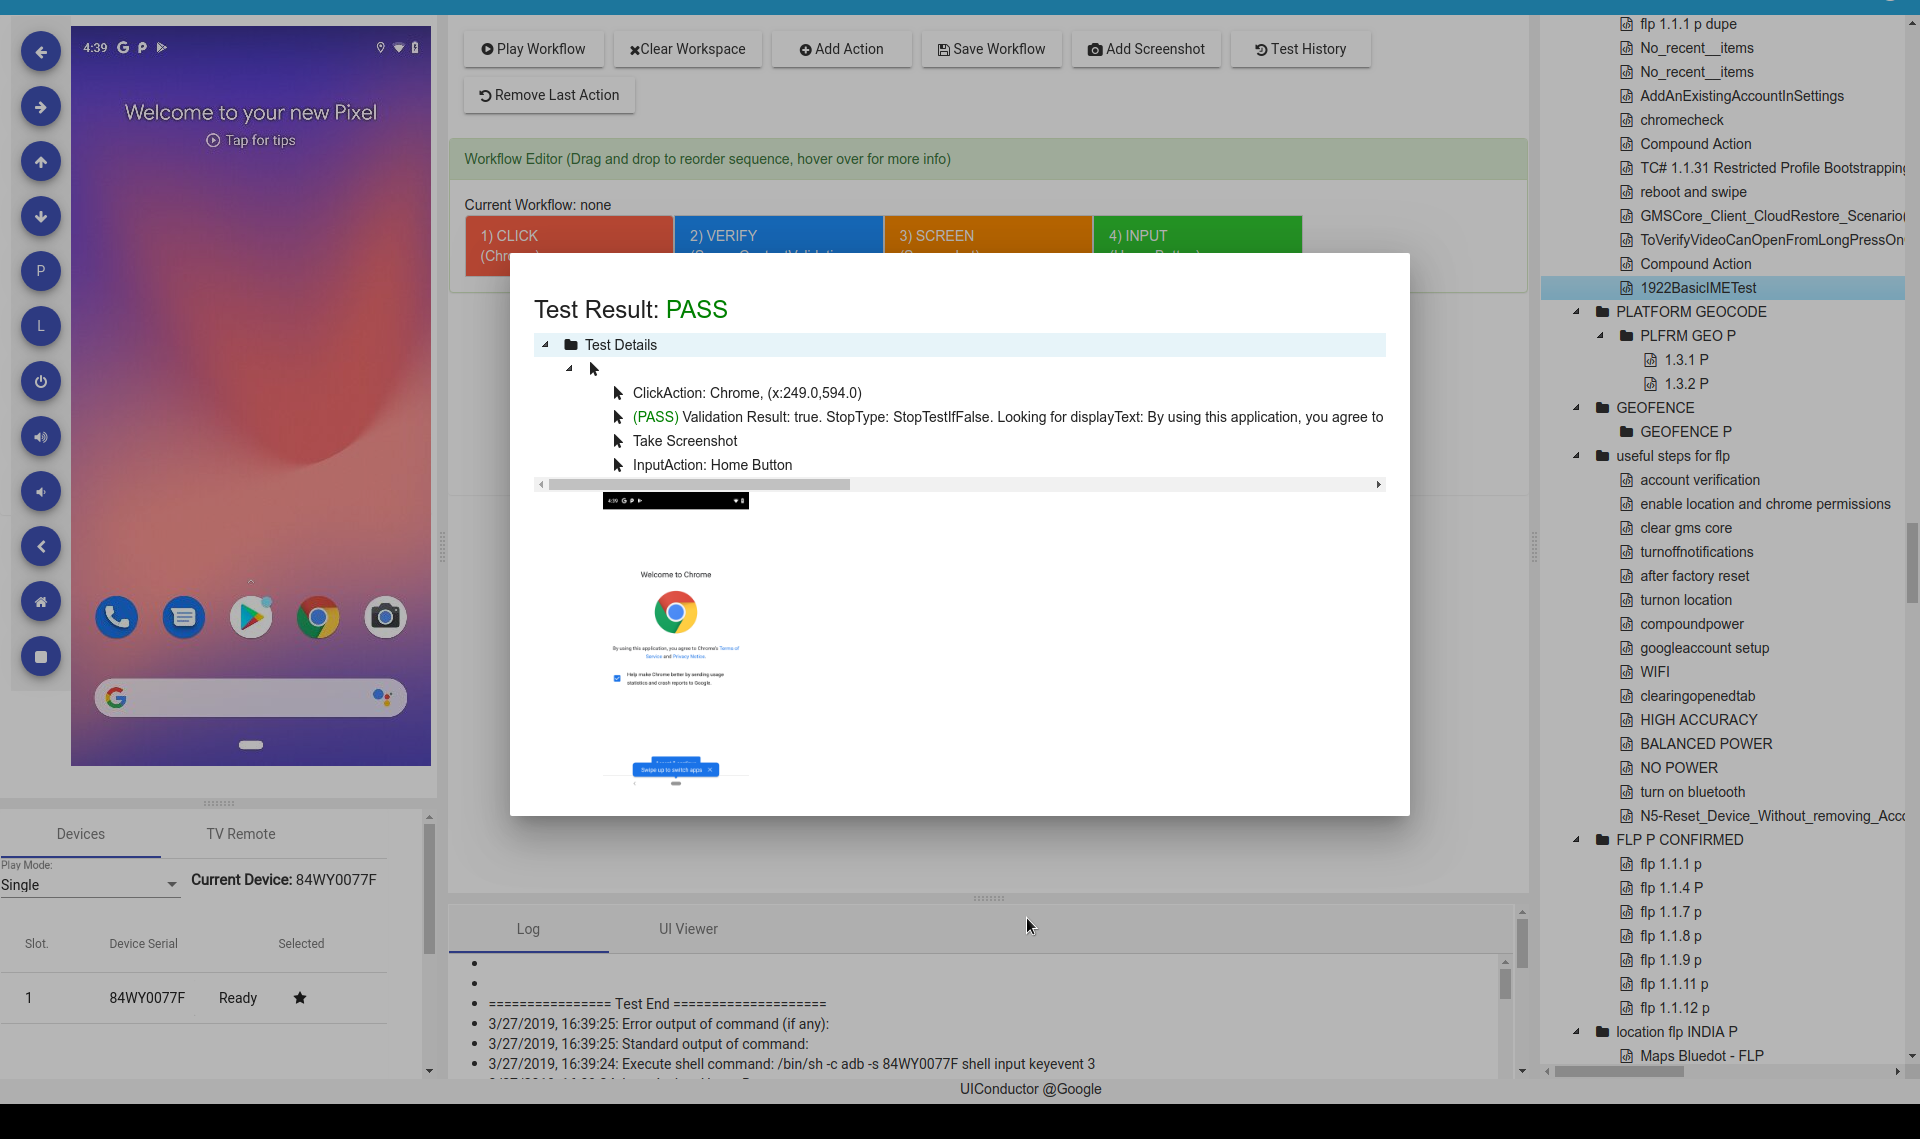 4:39
Welcome to your new Pixel
Tap for tips
P
L
Devices
TV Remote
Play Mode:
Single
Current Device: 84WY0077F
Slot.
Device Serial
Selected
1
84WY0077F
Ready
Play Workflow
Clear Workspace
Add Action
Save Workflow
Add Screenshot
Test History
Remove Last Action
Workflow Editor (Drag and drop to reorder sequence, hover over for more info)
Current Workflow: none
1) CLICK
2) VERIFY
3) SCREEN
4) INPUT
(Chro
Test Result: PASS
Test Details
ClickAction: Chrome, (x:249.0,594.0)
(PASS) Validation Result: true. StopType: StopTestIfFalse. Looking for displayText: By using this application, you agree to
Take Screenshot
InputAction: Home Button
4:39
Welcome to Chrome
By using this application, you agree to Chrome's Terms of
Service and Privacy Notice.
Help make Chrome better by sending usage
statistics and crash reports to Google.
Swipe up to switch apps
Log
UI Viewer
================ Test End ====================
3/27/2019, 16:39:25: Error output of command (if any):
3/27/2019, 16:39:25: Standard output of command:
3/27/2019, 16:39:24: Execute shell command: /bin/sh -c adb -s 84WY0077F shell input keyevent 3
flp 1.1.1 p dupe
No_recent__items
No_recent__items
AddAnExistingAccountInSettings
chromecheck
Compound Action
TC# 1.1.31 Restricted Profile Bootstrapping
reboot and swipe
GMSCore_Client_CloudRestore_Scenario(
ToVerifyVideoCanOpenFromLongPressOn
Compound Action
1922BasicIMETest
PLATFORM GEOCODE
PLFRM GEO P
1.3.1 P
1.3.2 P
GEOFENCE
GEOFENCE P
useful steps for flp
account verification
enable location and chrome permissions
clear gms core
turnoffnotifications
after factory reset
turnon location
compoundpower
googleaccount setup
WIFI
clearingopenedtab
HIGH ACCURACY
BALANCED POWER
NO POWER
turn on bluetooth
N5-Reset_Device_Without_removing_Acco
FLP P CONFIRMED
flp 1.1.1 p
flp 1.1.4 P
flp 1.1.7 p
flp 1.1.8 p
flp 1.1.9 p
flp 1.1.11 p
flp 1.1.12 p
location flp INDIA P
Maps Bluedot - FLP
UIConductor @Google